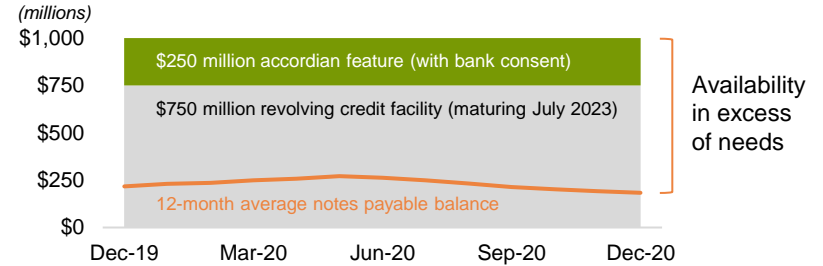 (millions)
$1,000
$750
$500
$250
$0
$250 million accordian feature (with bank consent)
$750 million revolving credit facility (maturing July 2023)
12-month average notes payable balance
Availability
in excess
of needs
Dec-19 Mar-20 Jun-20 Sep-20 Dec-20